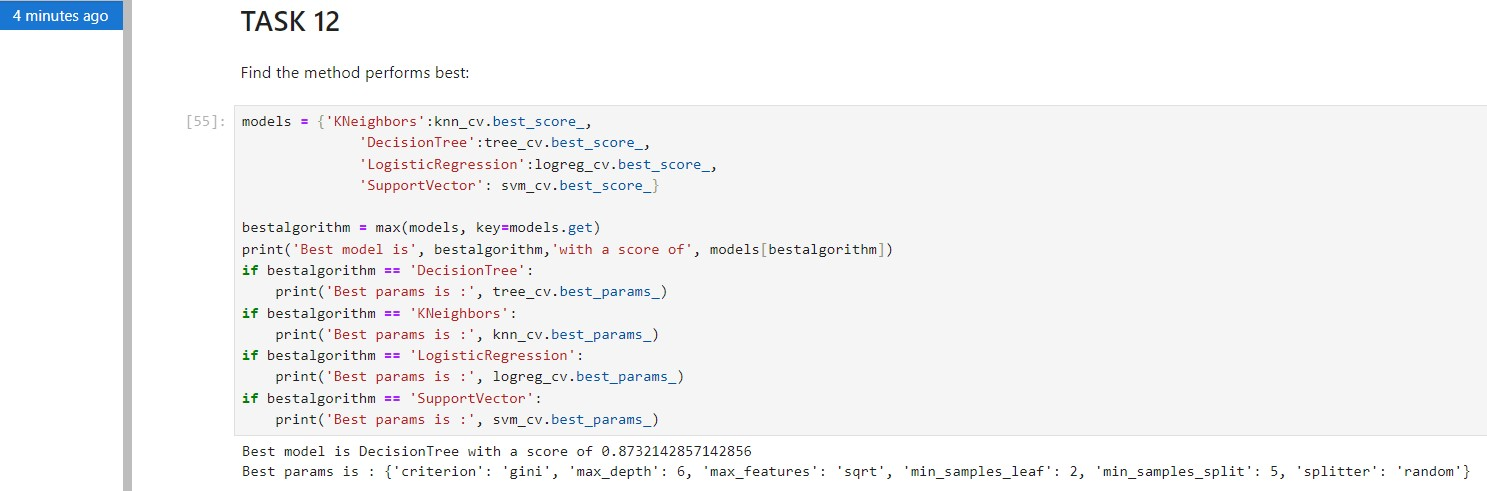 4 minutes ago
TASK 12
Find the method performs best:
[55]:
models = {'KNeighbors':knn_cv.best_score_,
              'DecisionTree':tree_cv.best_score_,
              'LogisticRegression':logreg_cv.best_score_,
              'SupportVector': svm_cv.best_score_}
bestalgorithm = max(models, key=models.get)
print('Best model is', bestalgorithm,'with a score of', models[bestalgorithm])
if bestalgorithm == 'DecisionTree':
    print('Best params is :', tree_cv.best_params_)
if bestalgorithm == 'KNeighbors':
    print('Best params is :', knn_cv.best_params_)
if bestalgorithm == 'LogisticRegression':
    print('Best params is :', logreg_cv.best_params_)
if bestalgorithm == 'SupportVector':
    print('Best params is :', svm_cv.best_params_)
Best model is DecisionTree with a score of 0.8732142857142856
Best params is : {'criterion': 'gini', 'max_depth': 6, 'max_features': 'sqrt', 'min_samples_leaf': 2, 'min_samples_split': 5, 'splitter': 'random'}